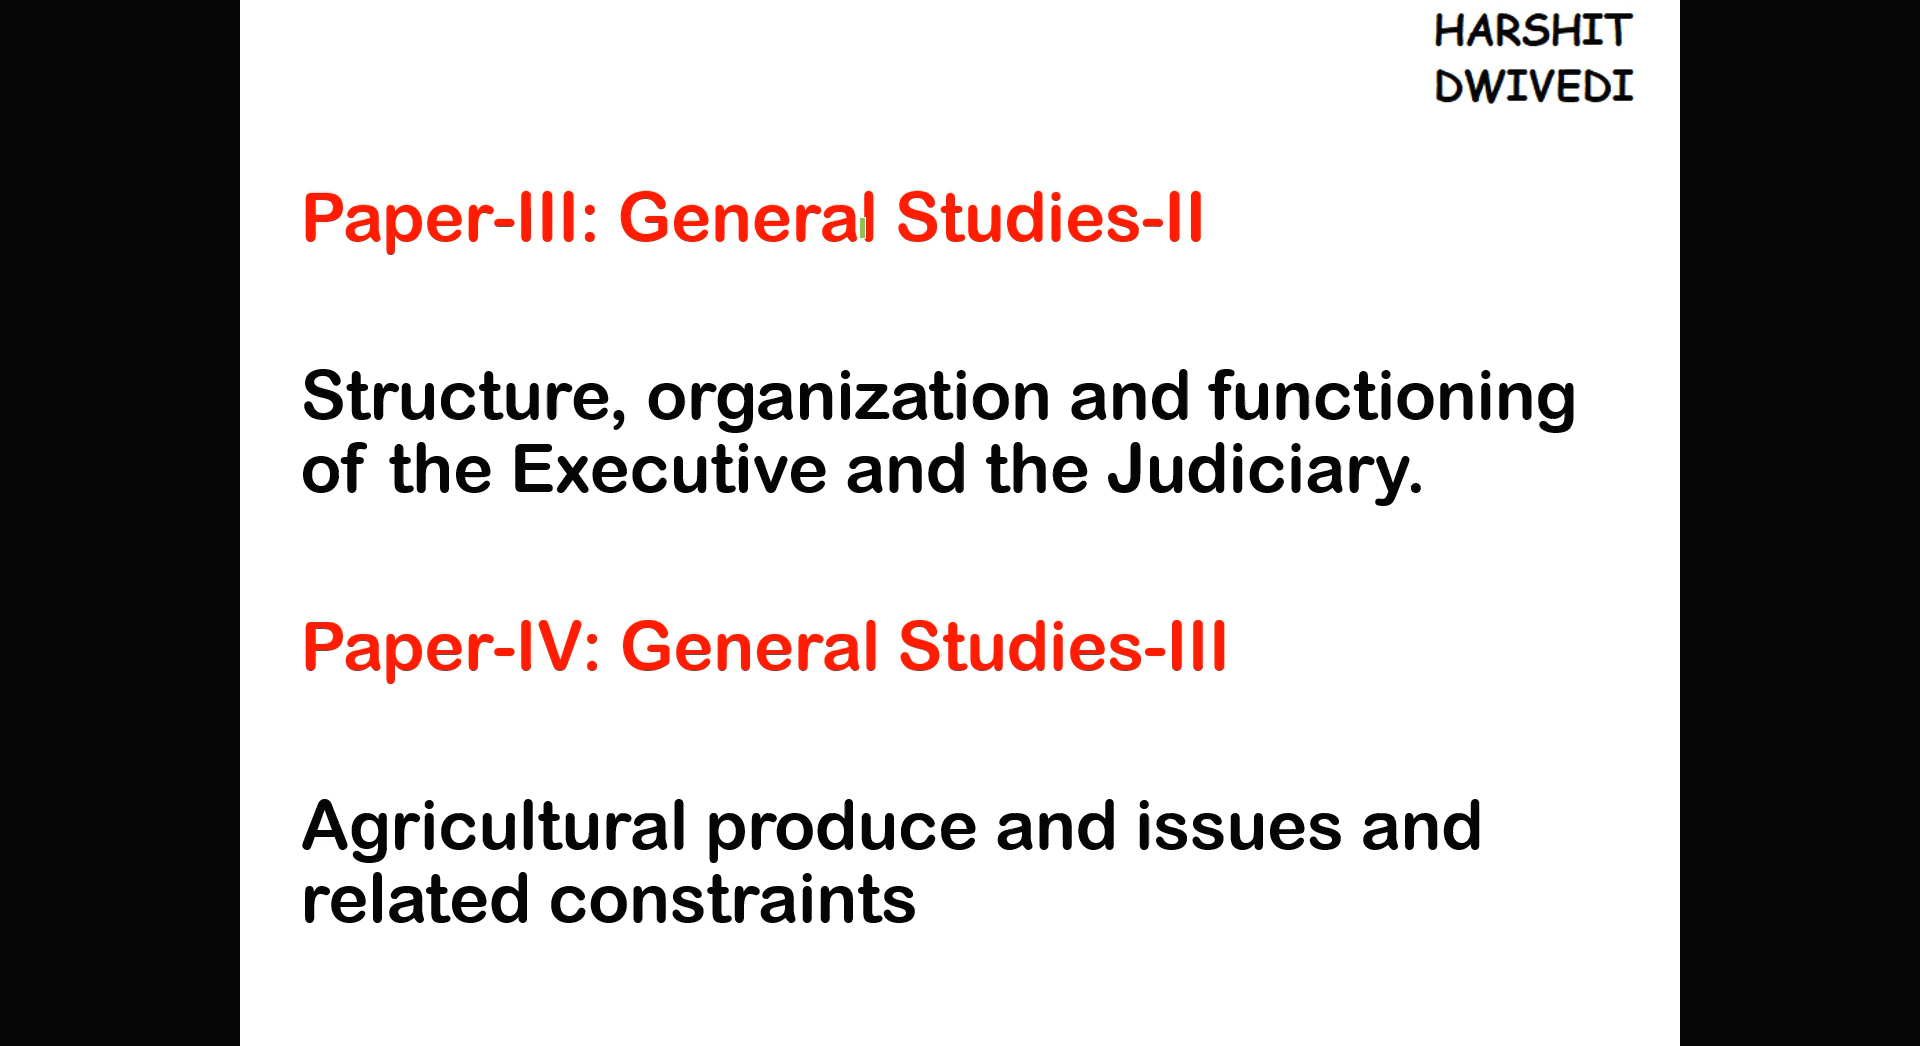 HARSHIT
DWIVEDI
Paper-III: General Studies-II
Structure, organization and functioning
of the Executive and the Judiciary.
Paper-IV: General Studies-III
Agricultural produce and issues and
related constraints